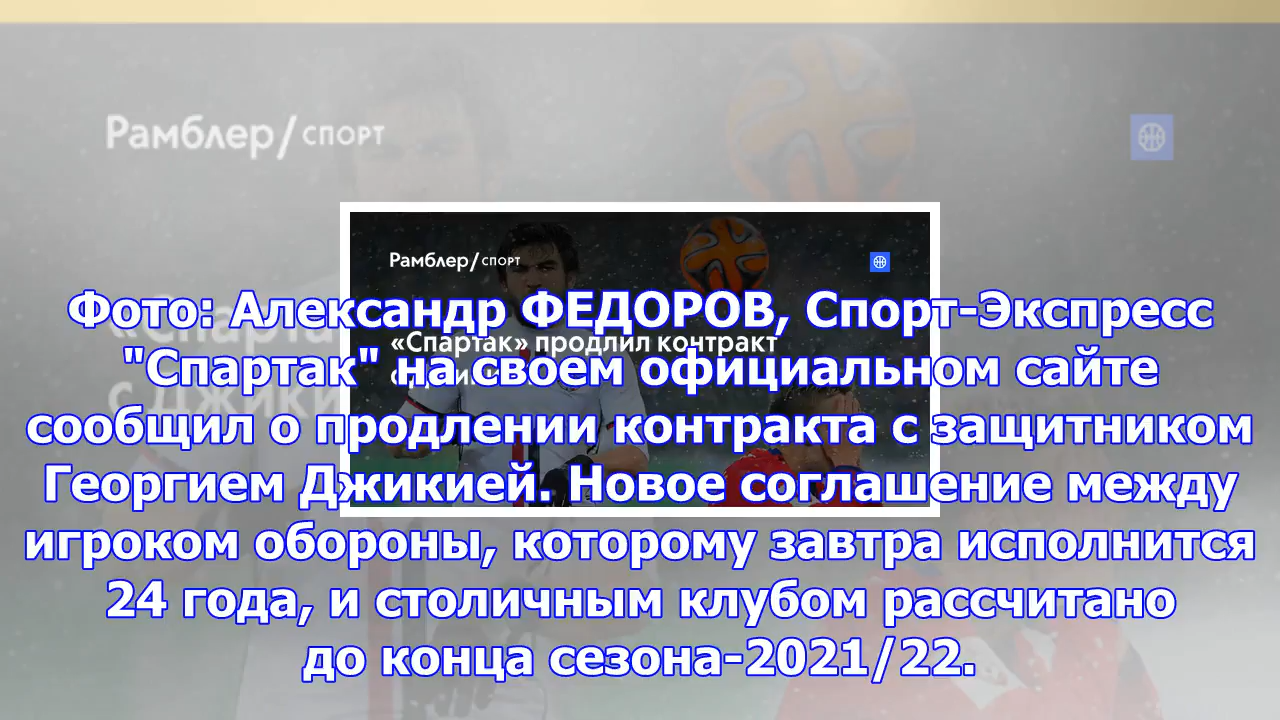 Рамблер/спорт
Рамблер/спорт
Фото: Александр ФЕДОРОВ, Спорт-Экспресс
«Спартак» продлил контракт
"Спартак" на своем официальном сайте
сообщил о продлении контракта с защитником
Георгием Джикией. Новое соглашение между
игроком обороны, которому завтра исполнится
24 года, и столичным клубом рассчитано
до конца сезона-2021/22.